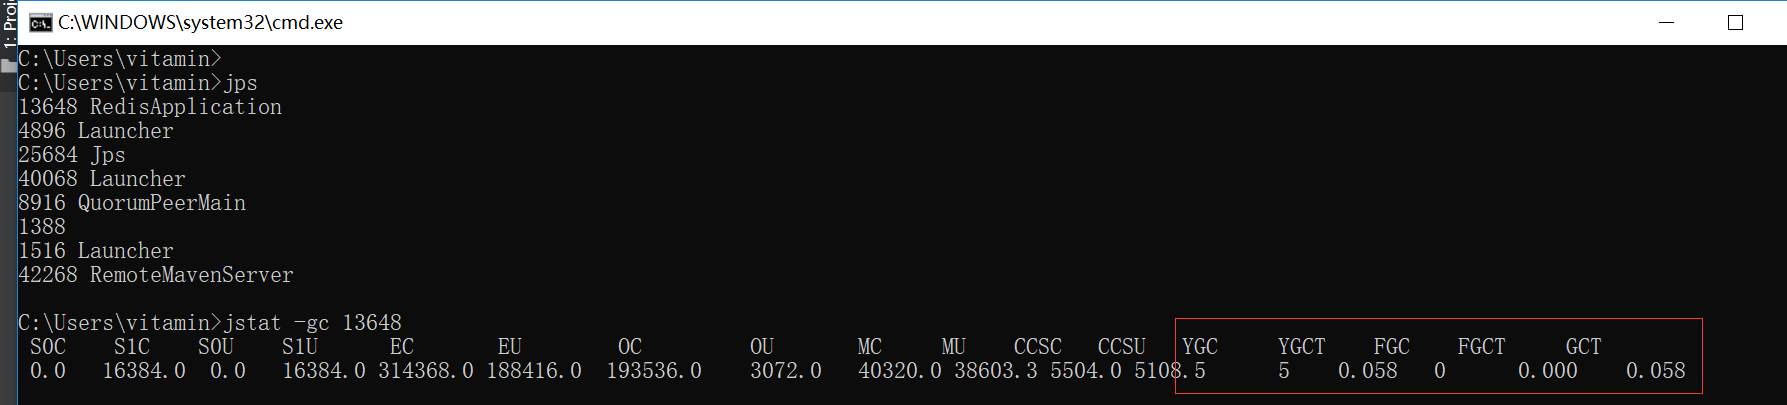 1: Proj
C:\WINDOWS\system32\cmd.exe
C:\Users\vitamin>
C:\Users\vitamin>jps
13648 RedisApplication
4896 Launcher
25684 Jps
40068 Launcher
8916 QuorumPeerMain
1388
1516 Launcher
42268 RemoteMavenServer
C:\Users\vitamin>jstat -gc 13648
S0C S1C S0U S1U EC EU OC OU MC MU CCSC CCSU YGC YGCT FGC FGCT GCT
0.0 16384.0 0.0 16384.0 314368.0 188416.0 193536.0 3072.0 40320.0 38603.3 5504.0 5108.5 5 0.058 0 0.000 0.058